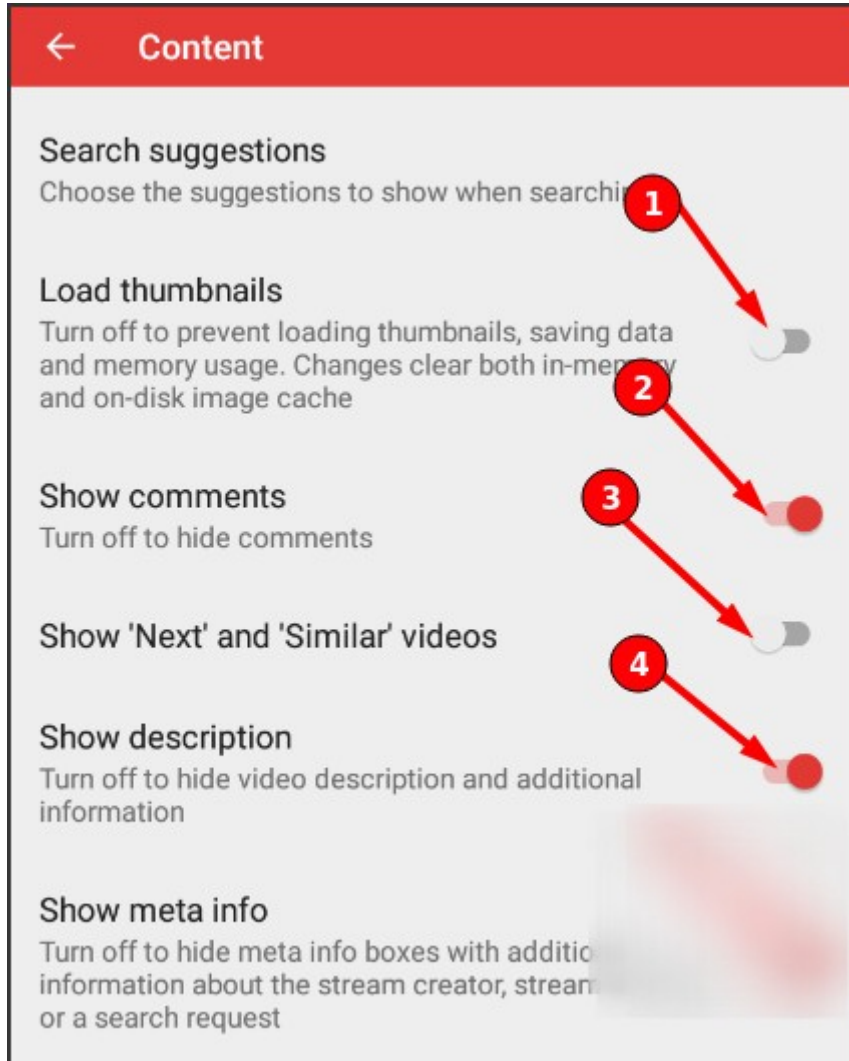 Content
Search suggestions
Choose the suggestions to show when searchi
1
Load thumbnails
Turn off to prevent loading thumbnails, saving data
and memory usage. Changes clear both in-memory
and on-disk image cache
2
Show comments
Turn off to hide comments
3
Show 'Next' and 'Similar' videos
4
Show description
Turn off to hide video description and additional
information
Show meta info
Turn off to hide meta info boxes with additio
information about the stream creator, stream
or a search request